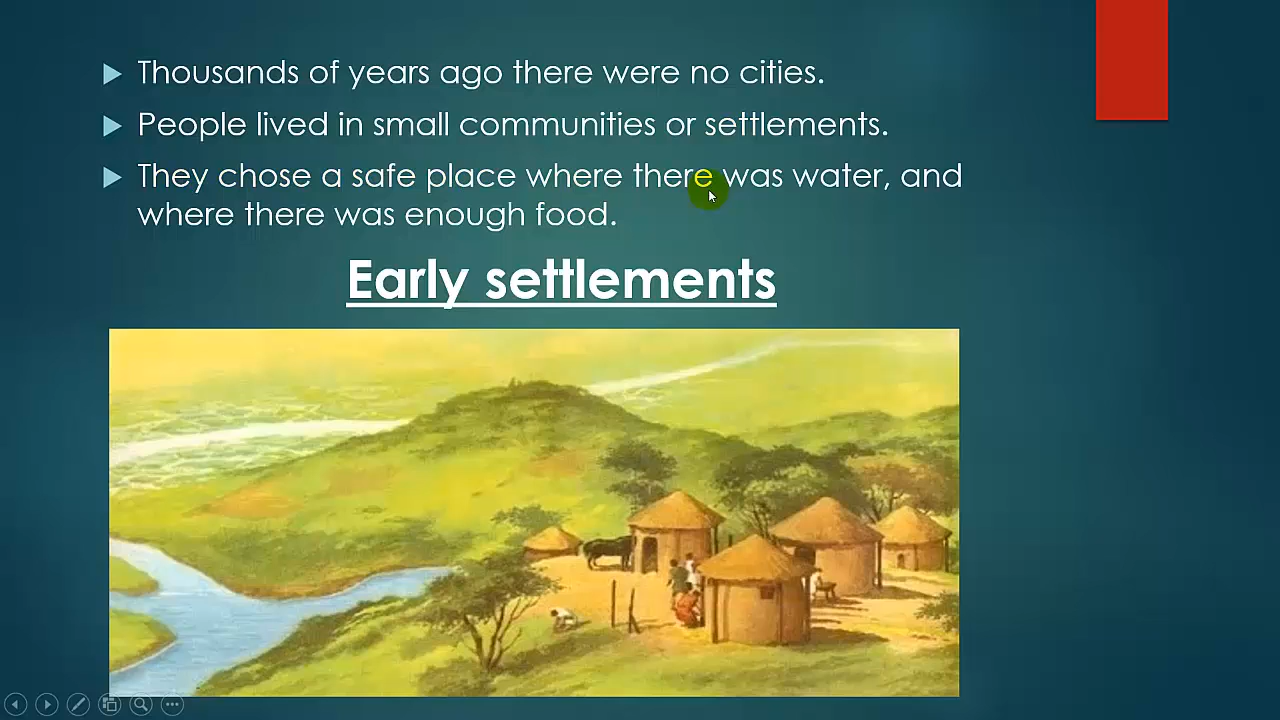 Thousands of years ago there were no cities.
People lived in small communities or settlements.
They chose a safe place where there was water, and
where there was enough food.
Early settlements